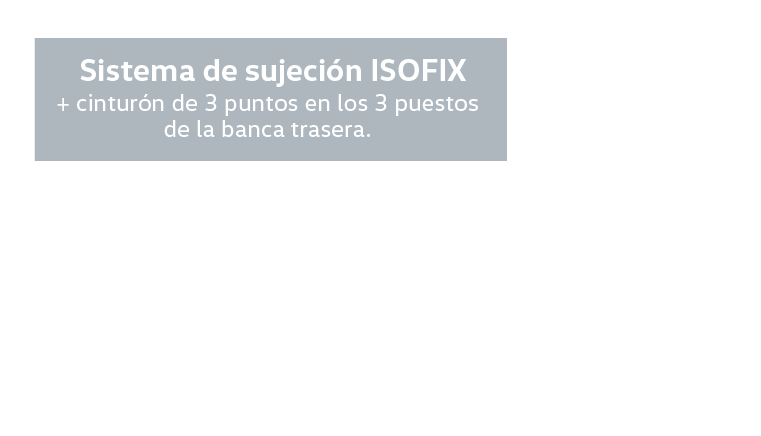 Sistema de sujeción ISOFIX
+ cinturón de 3 puntos en los 3 puestos
de la banca trasera.